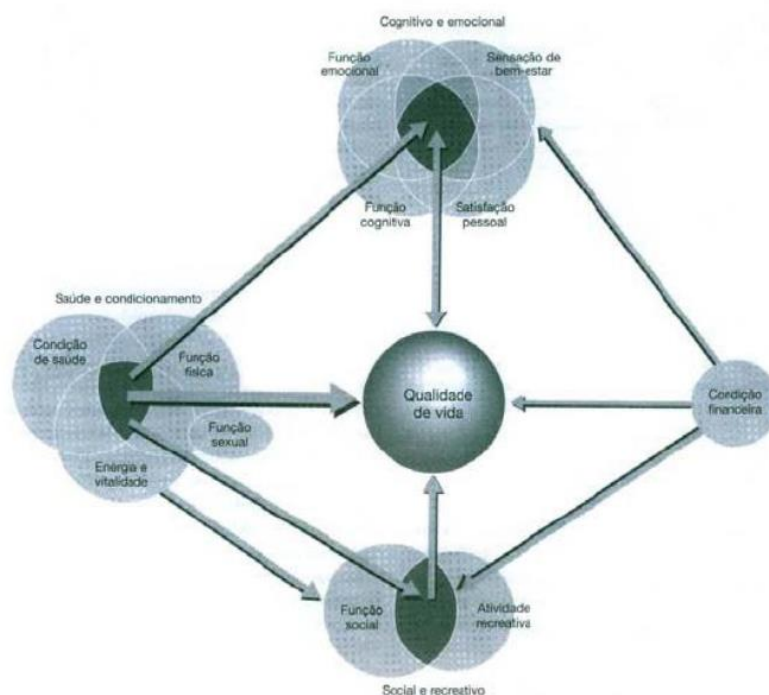 Cognitivo e emocional
Função
emocional
Sensação de
bem-estar
Função
cognitiva
Satisfação
pessoal
Saúde e condicionamento
Condição
de saúde
Função
física
Função
sexual
Energia e
vitalidade
Qualidade
de vida
Condição
financeira
Função
social
Atividade
recreativa
Social e recreativo